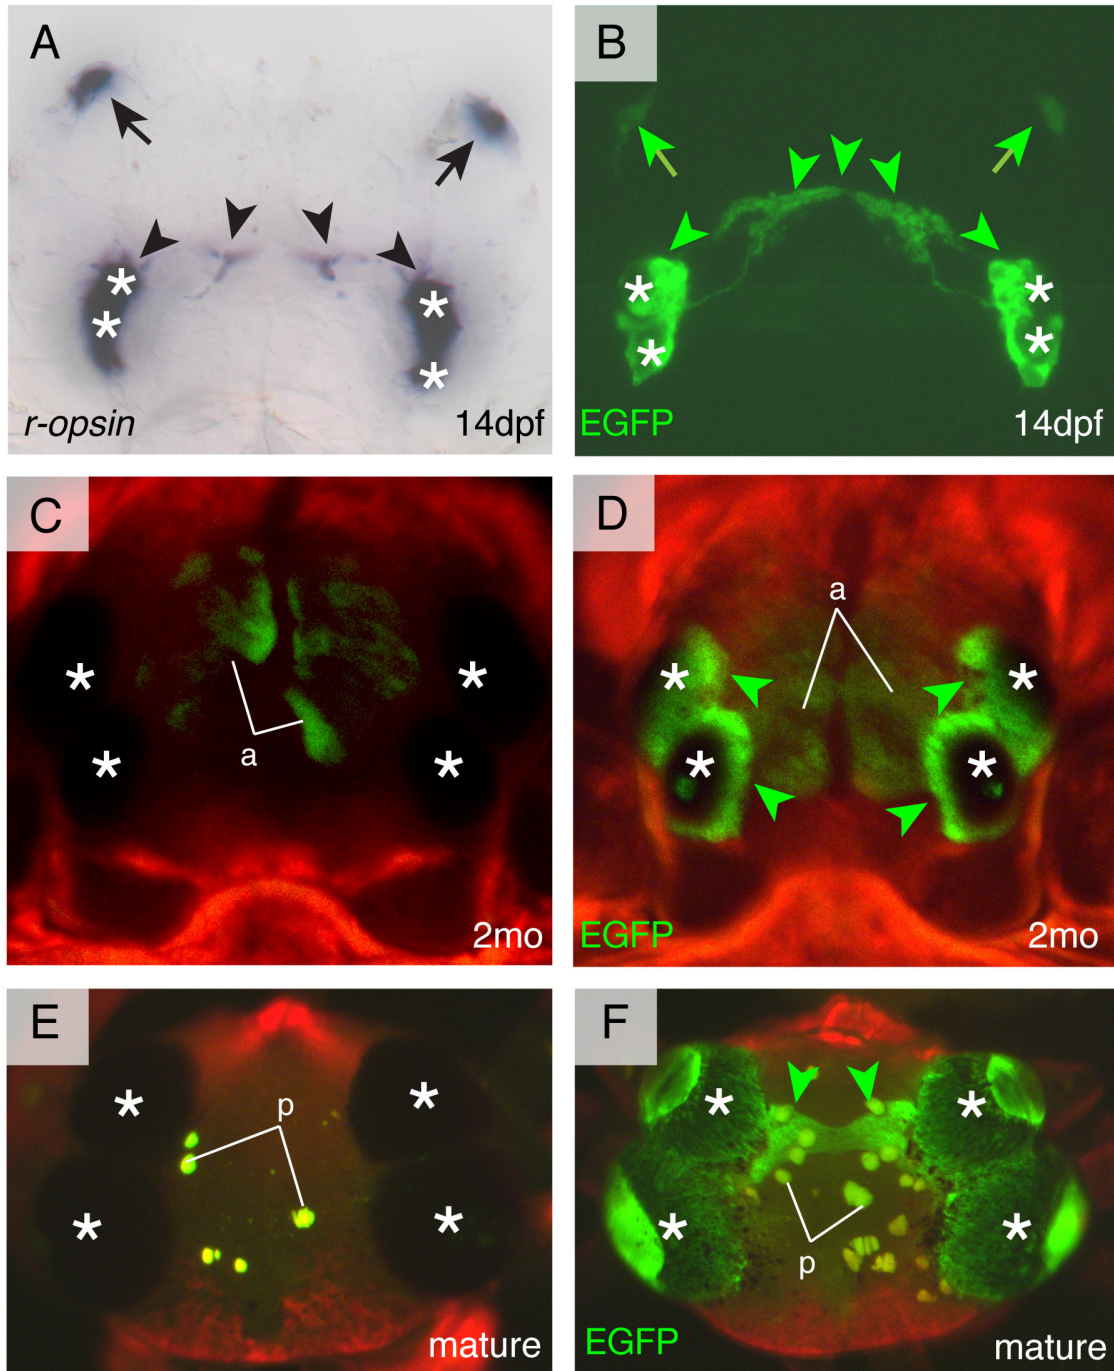 A
r-opsin
14dpf
B
EGFP
14dpf
C
a
2mo
D
a
EGFP
2mo
E
p
mature
F
p
EGFP
mature